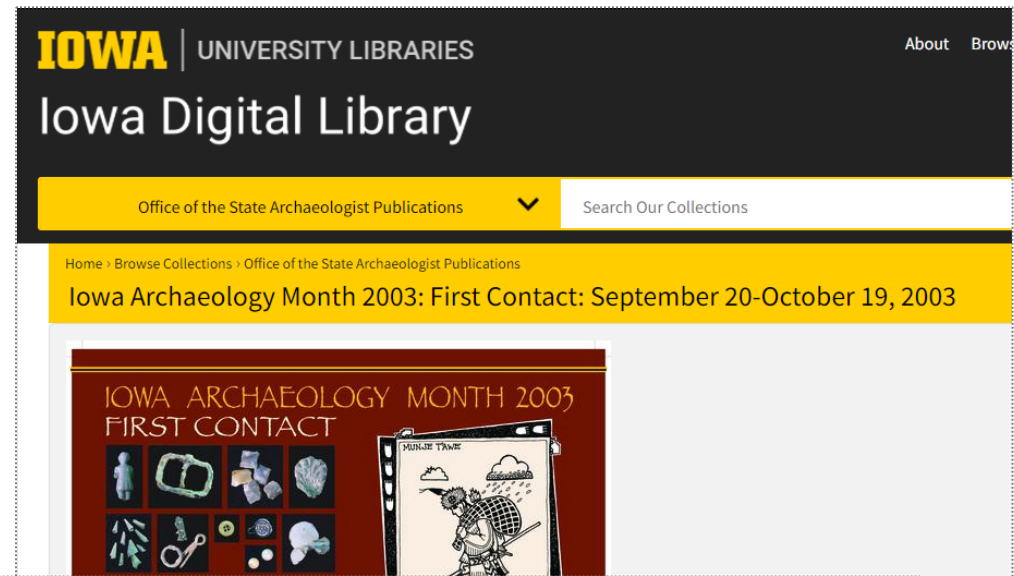 IOWA UNIVERSITY LIBRARIES
About Brows
Iowa Digital Library
Office of the State Archaeologist Publications
Search Our Collections
Home › Browse Collections › Office of the State Archaeologist Publications
Iowa Archaeology Month 2003: First Contact: September 20-October 19, 2003
IOWA ARCHAEOLOGY MONTH 2003
FIRST CONTACT
MUNJE TAWE